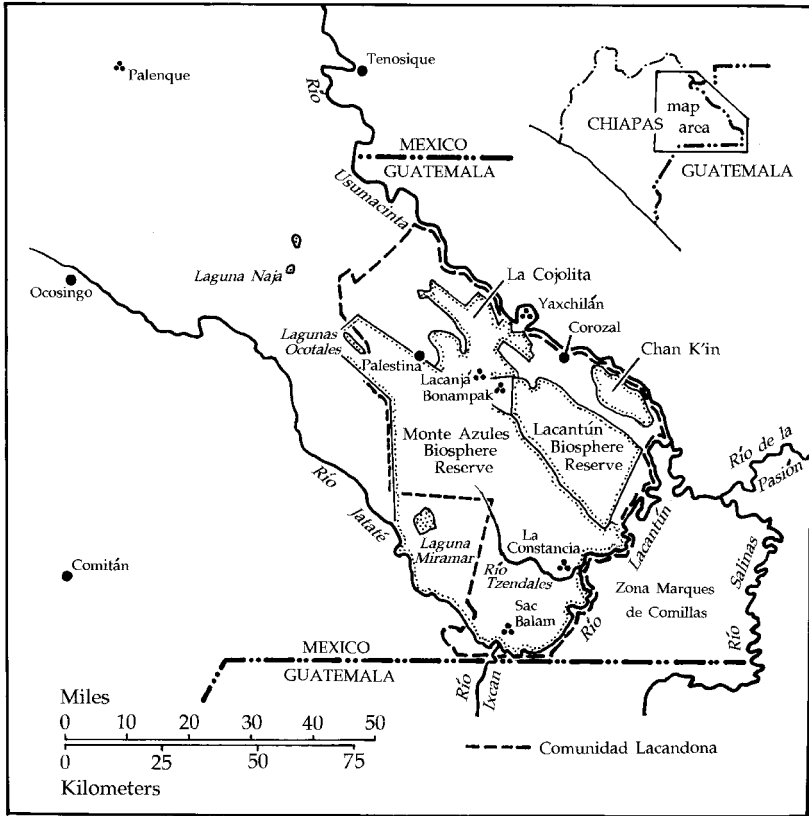 Palenque
Tenosique
Río
Usumacinta
MEXICO
GUATEMALA
CHIAPAS
map
area
GUATEMALA
Laguna Naja
Ocosingo
La Cojolita
Yaxchilán
Corozal
Chan K'in
Lagunas
Ocotales
Palestina
Lacanjá
Bonampak
Monte Azules
Biosphere
Reserve
Lacantún
Biosphere
Reserve
Río de la
Pasión
Río
Jataté
Laguna
Miramar
La
Constancia
Río
Tzendales
Río
Lacantún
Zona Marques
de Comillas
Río
Salinas
Comitán
Sac
Balam
MEXICO
GUATEMALA
Río
Ixcan
Miles
0 10 20 30 40 50
0 25 50 75
Kilometers
Comunidad Lacandona